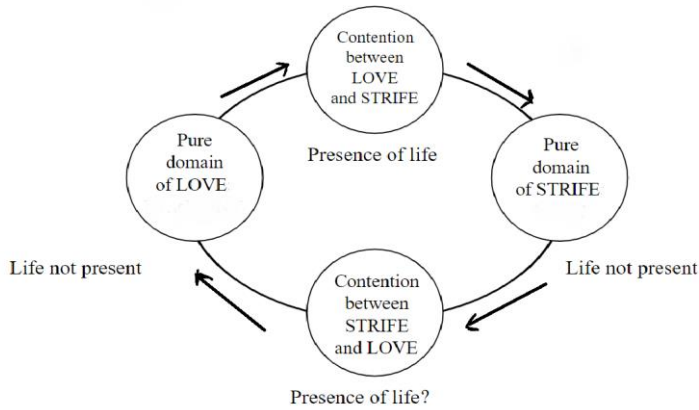 Contention
between
LOVE
and STRIFE
Presence of life
Pure
domain
of LOVE
Pure
domain
of STRIFE
Life not present
Life not present
Contention
between
STRIFE
and LOVE
Presence of life?